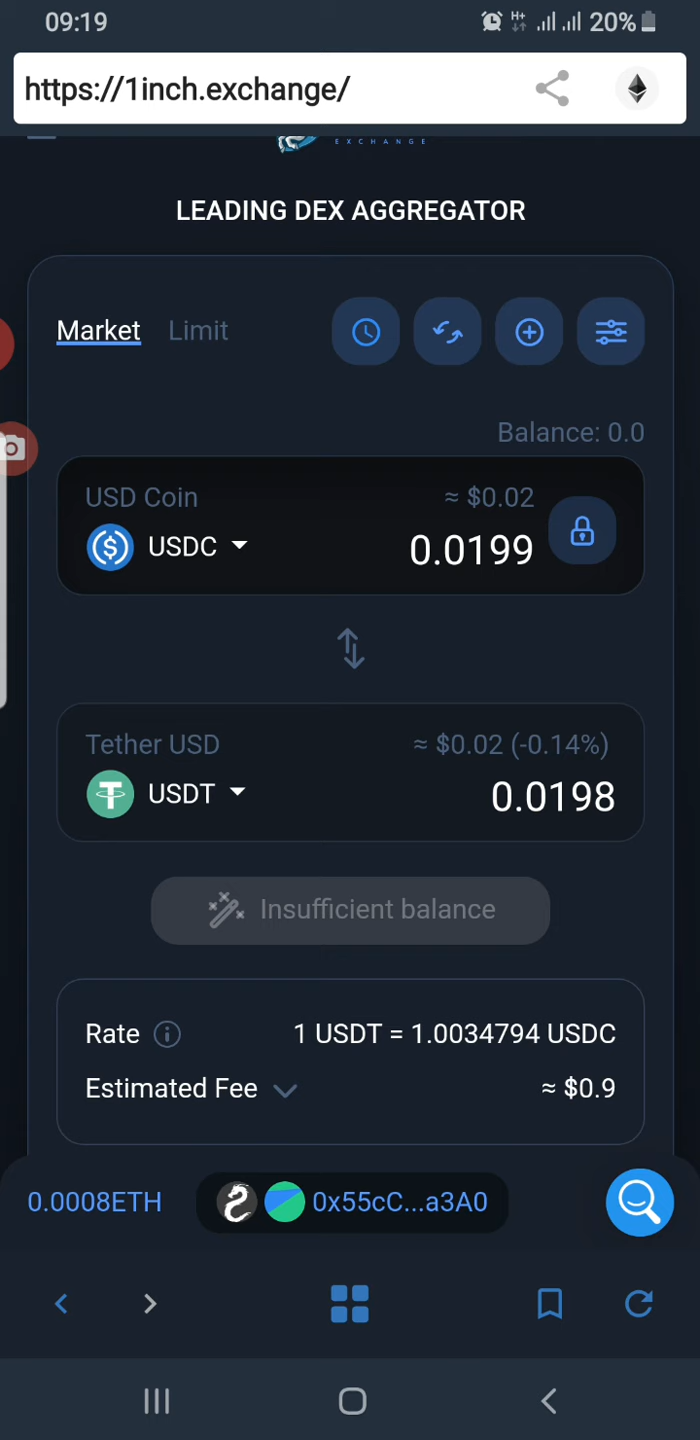 09:19 H+ 20%
https://1inch.exchange/
EXCHANGE
LEADING DEX AGGREGATOR
Market Limit
Balance: 0.0
USD Coin ≈ $0.02
USDC 0.0199
Tether USD ≈ $0.02 (-0.14%)
USDT 0.0198
Insufficient balance
Rate 1 USDT = 1.0034794 USDC
Estimated Fee ≈ $0.9
0.0008ETH 0x55cC...a3A0